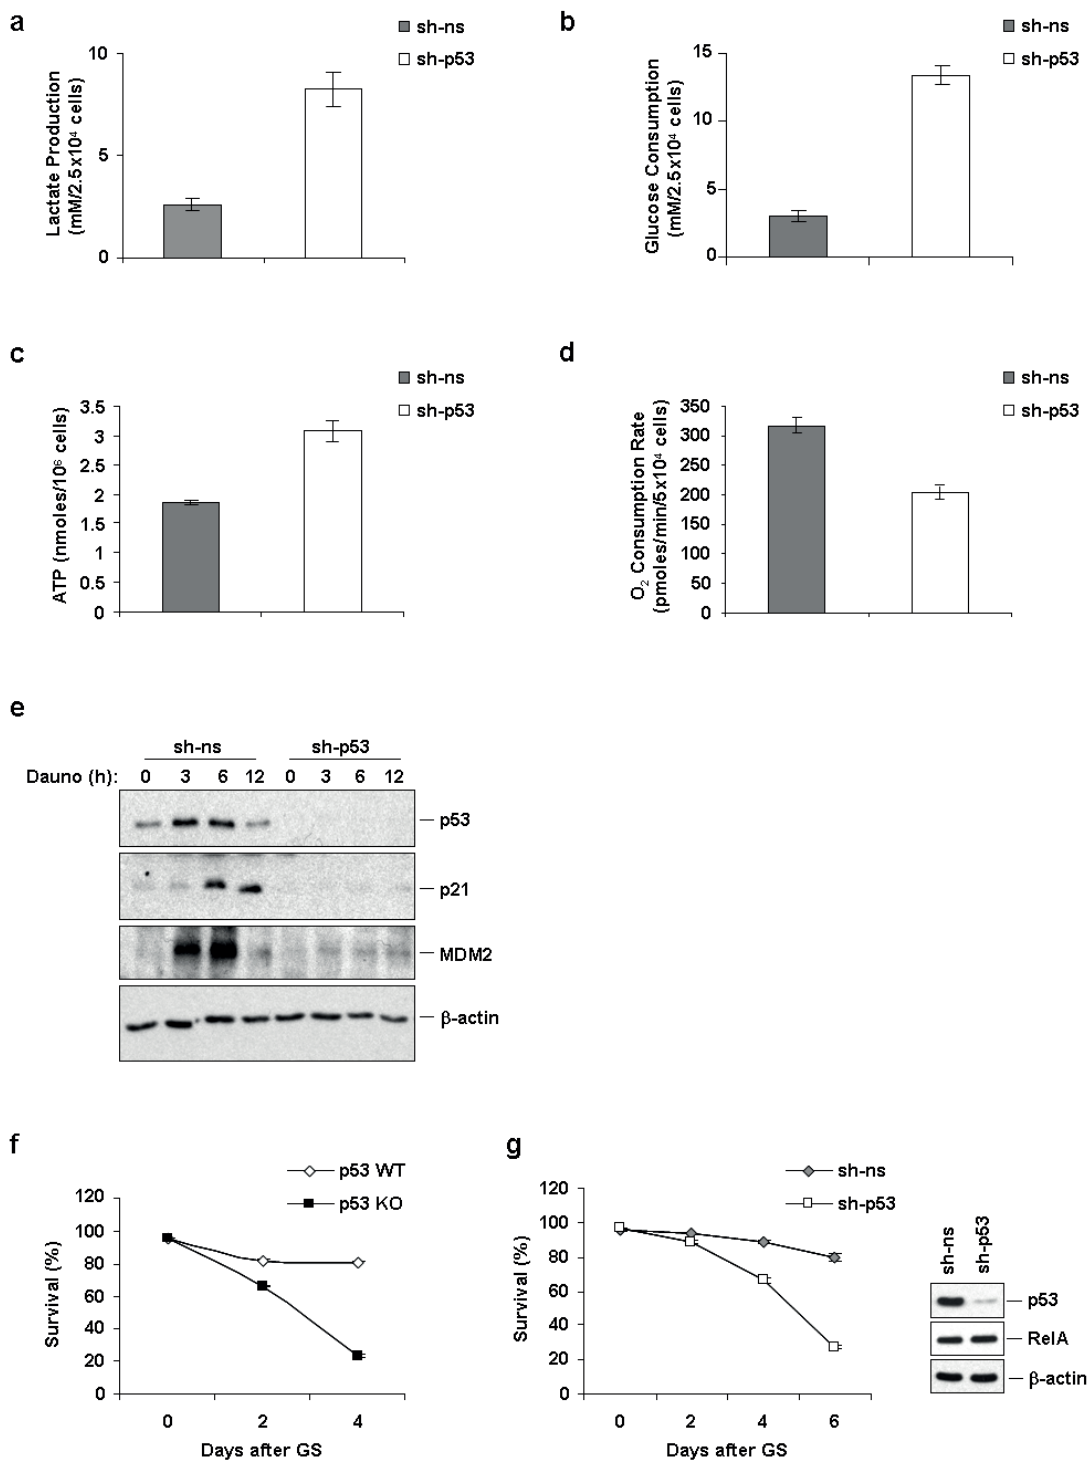 a
sh-ns
sh-p53
Lactate Production
(mM/2.5x10⁴ cells)
10
5
0
b
sh-ns
sh-p53
Glucose Consumption
(mM/2.5x10⁴ cells)
15
10
5
0
c
sh-ns
sh-p53
ATP (nmoles/10⁶ cells)
3.5
3
2.5
2
1.5
1
0.5
0
d
sh-ns
sh-p53
O₂ Consumption Rate
(pmoles/min/5x10⁴ cells)
350
300
250
200
150
100
50
0
e
sh-ns sh-p53
Dauno (h): 0 3 6 12 0 3 6 12
p53
p21
MDM2
β-actin
f
p53 WT
p53 KO
Survival (%)
120
100
80
60
40
20
0
0 2 4
Days after GS
g
sh-ns
sh-p53
Survival (%)
120
100
80
60
40
20
0
0 2 4 6
Days after GS
sh-ns
sh-p53
p53
RelA
β-actin